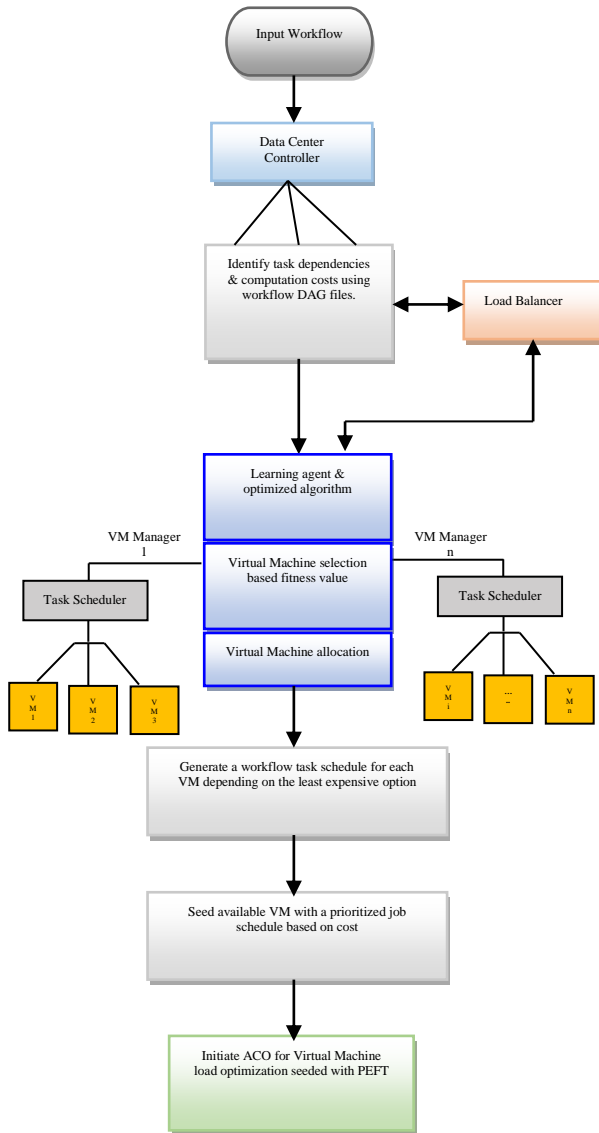 Input Workflow
Data Center
Controller
Identify task dependencies
& computation costs using
workflow DAG files.
Load Balancer
Learning agent &
optimized algorithm
VM Manager
1
VM Manager
n
Virtual Machine selection
based fitness value
Task Scheduler
Task Scheduler
Virtual Machine allocation
V
M
1
V
M
2
V
M
3
V
M
i
...
..
V
M
n
Generate a workflow task schedule for each
VM depending on the least expensive option
Seed available VM with a prioritized job
schedule based on cost
Initiate ACO for Virtual Machine
load optimization seeded with PEFT